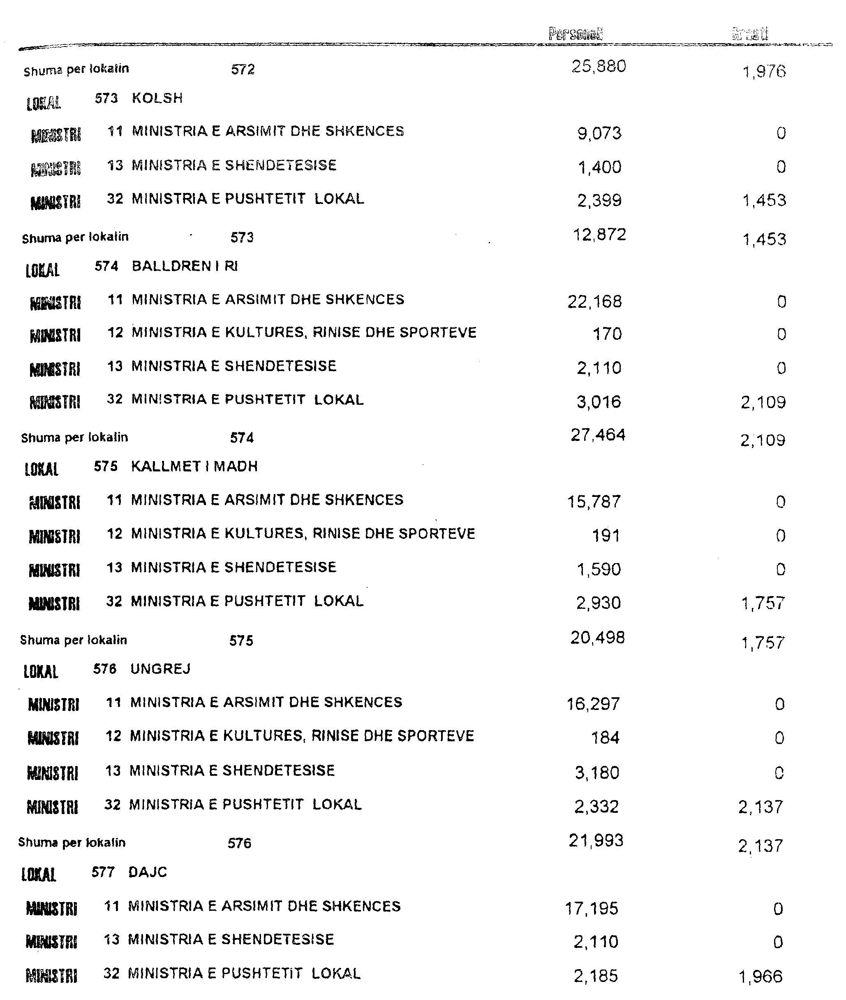 Personeli
Shuma per lokalin 572 25,880 1,976
LOKAL 573 KOLSH
MINISTRI 11 MINISTRIA E ARSIMIT DHE SHKENCES 9,073 0
MINISTRI 13 MINISTRIA E SHENDETESISE 1,400 0
MINISTRI 32 MINISTRIA E PUSHTETIT LOKAL 2,399 1,453
Shuma per lokalin 573 12,872 1,453
LOKAL 574 BALLDREN I RI
MINISTRI 11 MINISTRIA E ARSIMIT DHE SHKENCES 22,168 0
MINISTRI 12 MINISTRIA E KULTURES, RINISE DHE SPORTEVE 170 0
MINISTRI 13 MINISTRIA E SHENDETESISE 2,110 0
MINISTRI 32 MINISTRIA E PUSHTETIT LOKAL 3,016 2,109
Shuma per lokalin 574 27,464 2,109
LOKAL 575 KALLMET I MADH
MINISTRI 11 MINISTRIA E ARSIMIT DHE SHKENCES 15,787 0
MINISTRI 12 MINISTRIA E KULTURES, RINISE DHE SPORTEVE 191 0
MINISTRI 13 MINISTRIA E SHENDETESISE 1,590 0
MINISTRI 32 MINISTRIA E PUSHTETIT LOKAL 2,930 1,757
Shuma per lokalin 575 20,498 1,757
LOKAL 576 UNGREJ
MINISTRI 11 MINISTRIA E ARSIMIT DHE SHKENCES 16,297 0
MINISTRI 12 MINISTRIA E KULTURES, RINISE DHE SPORTEVE 184 0
MINISTRI 13 MINISTRIA E SHENDETESISE 3,180 0
MINISTRI 32 MINISTRIA E PUSHTETIT LOKAL 2,332 2,137
Shuma per lokalin 576 21,993 2,137
LOKAL 577 DAJC
MINISTRI 11 MINISTRIA E ARSIMIT DHE SHKENCES 17,195 0
MINISTRI 13 MINISTRIA E SHENDETESISE 2,110 0
MINISTRI 32 MINISTRIA E PUSHTETIT LOKAL 2,185 1,966